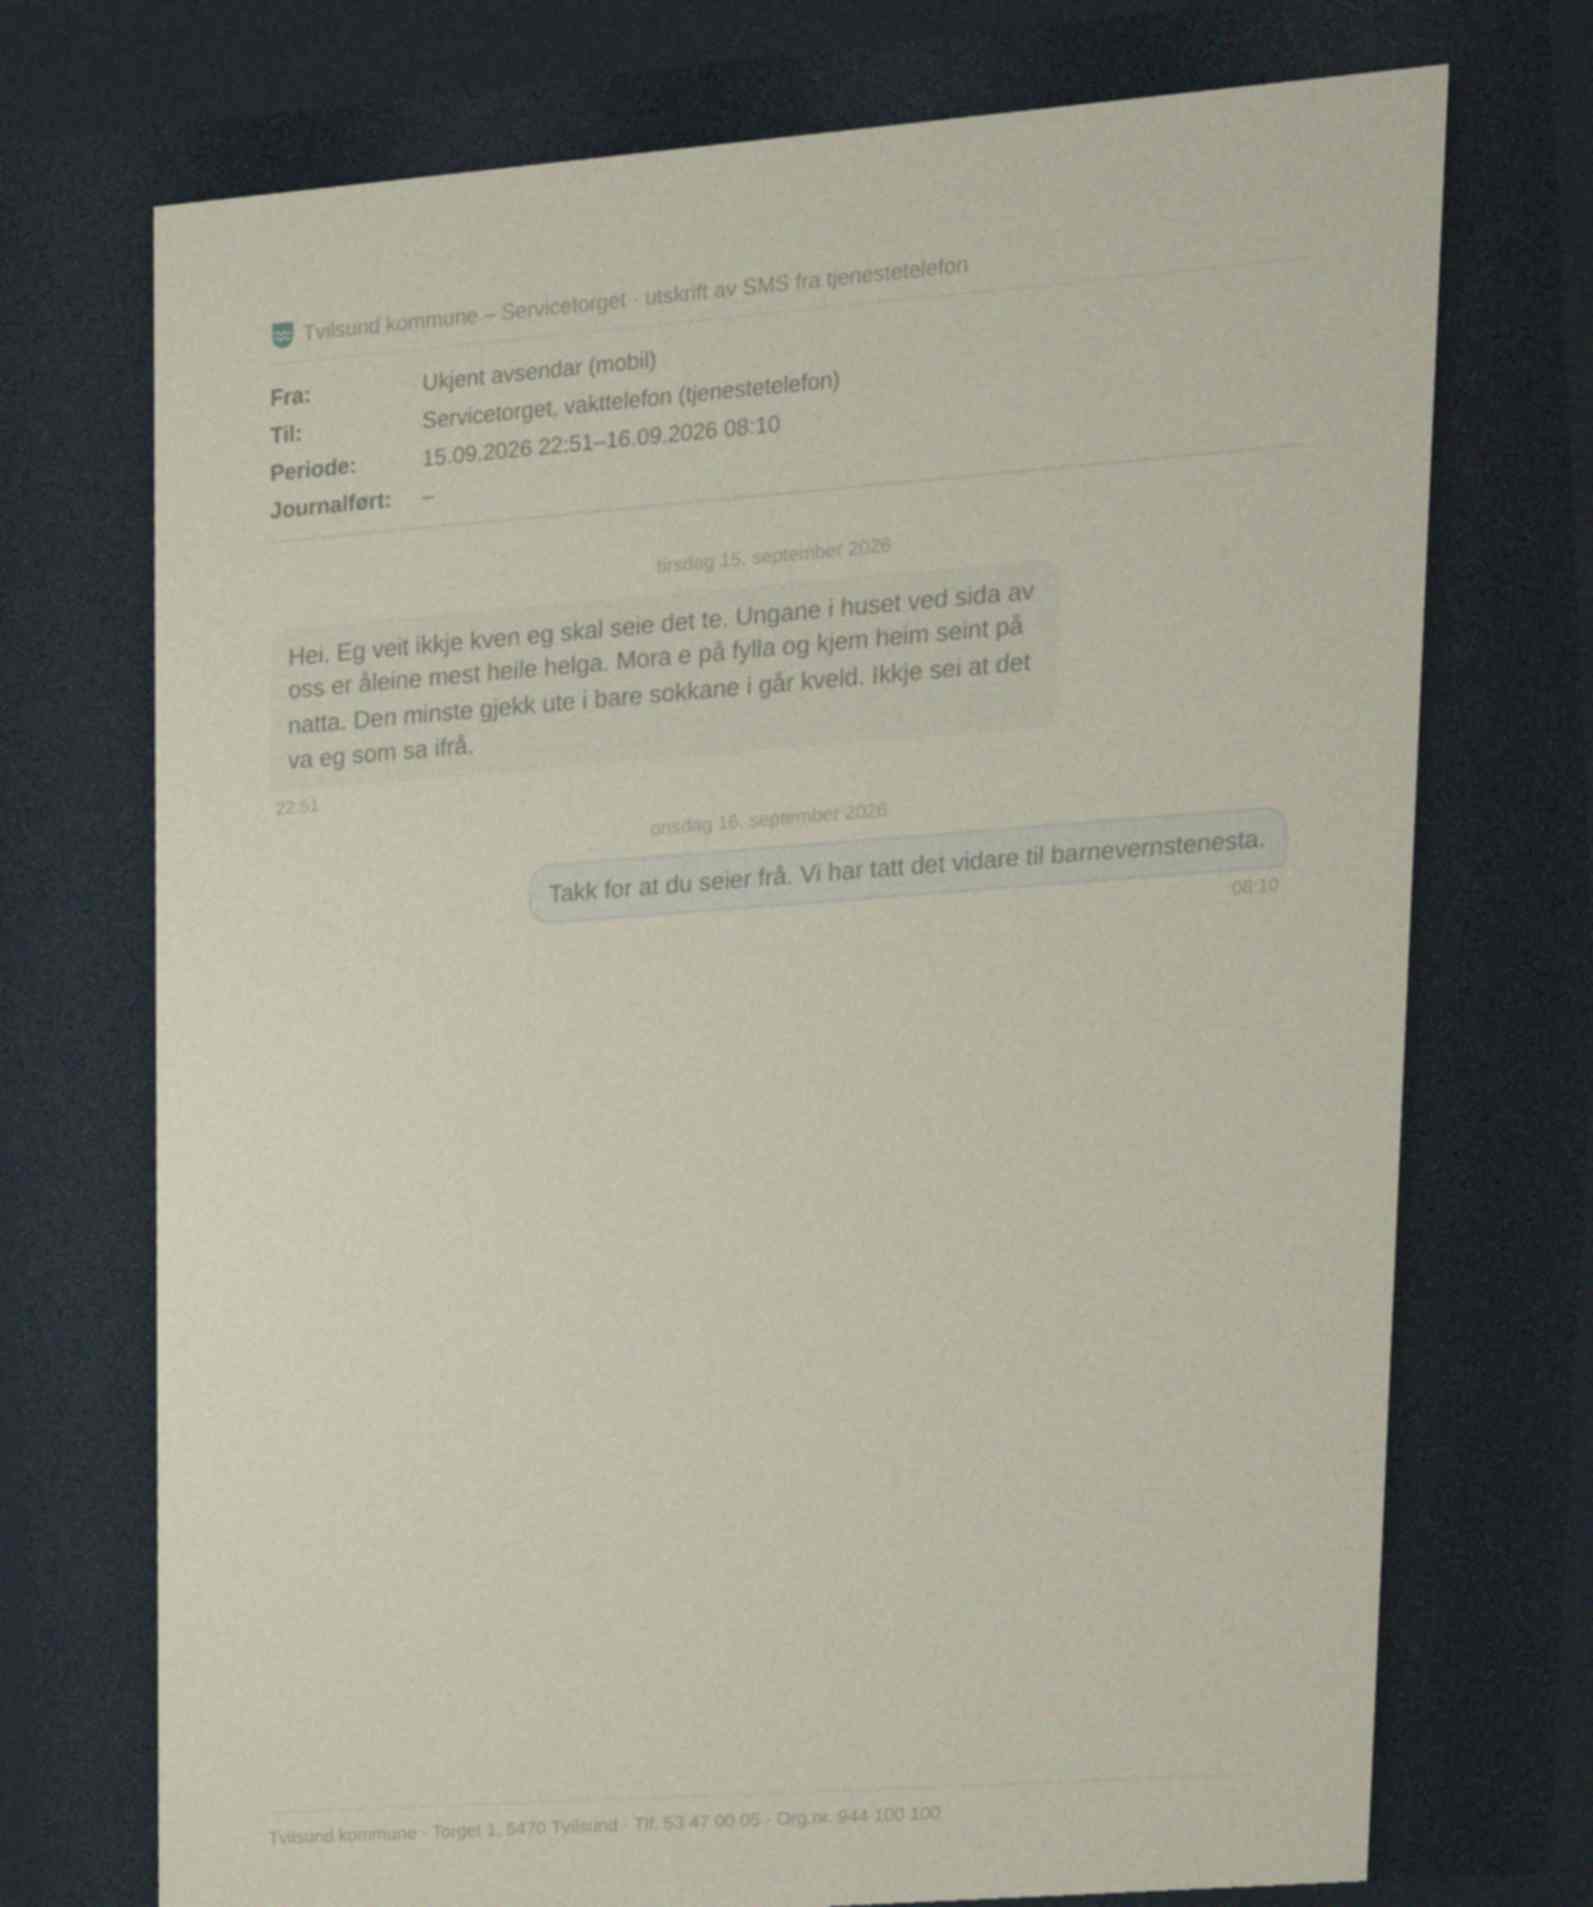 Tvilsund kommune – Servicetorget · utskrift av SMS fra tjenestetelefon
Fra: Ukjent avsendar (mobil)
Til: Servicetorget, vakttelefon (tjenestetelefon)
Periode: 15.09.2026 22:51–16.09.2026 08:10
Journalført: –
tirsdag 15. september 2026
Hei. Eg veit ikkje kven eg skal seie det te. Ungane i huset ved sida av
oss er åleine mest heile helga. Mora e på fylla og kjem heim seint på
natta. Den minste gjekk ute i bare sokkane i går kveld. Ikkje sei at det
va eg som sa ifrå.
22:51
onsdag 16. september 2026
Takk for at du seier frå. Vi har tatt det vidare til barnevernstenesta.
08:10
Tvilsund kommune · Torget 1, 5470 Tvilsund · Tlf. 53 47 00 05 · Org.nr. 944 100 100